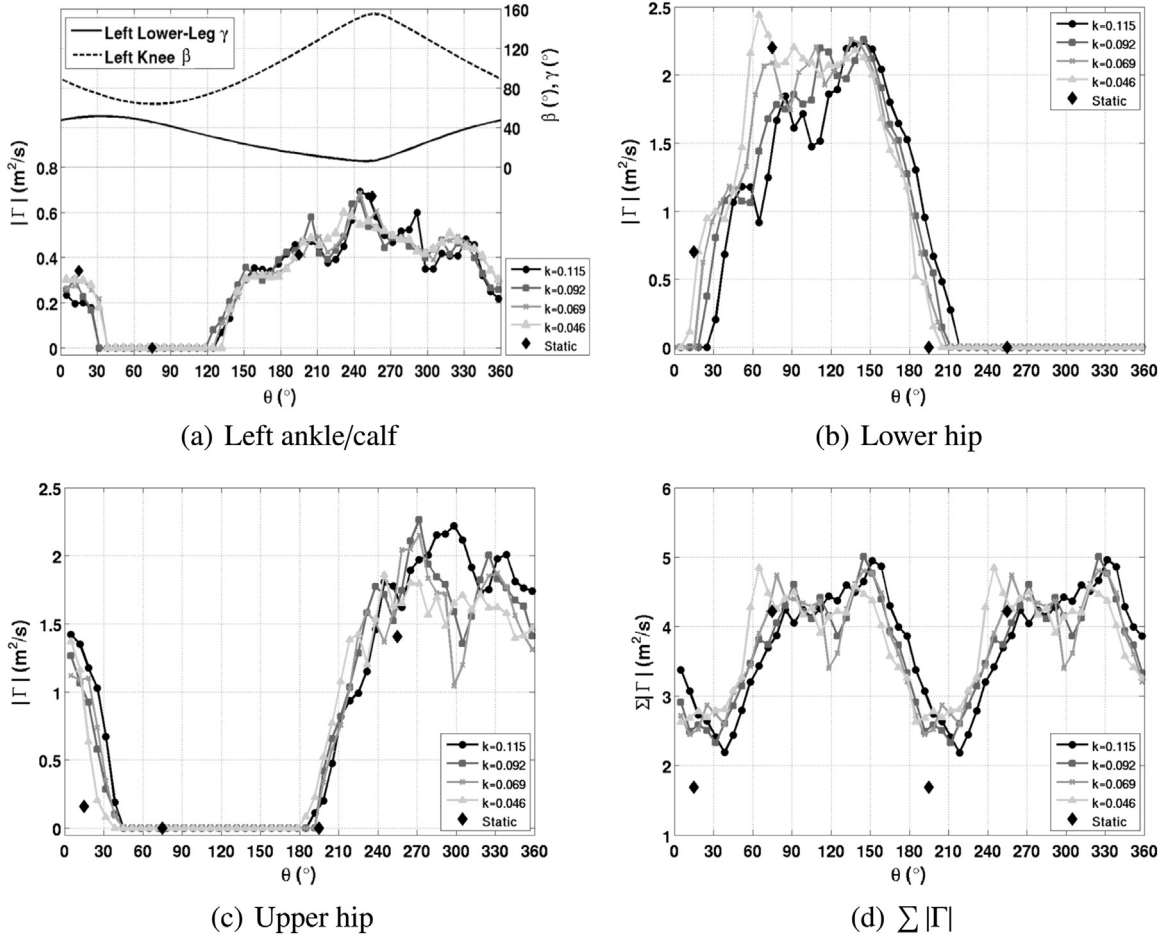 Left Lower-Leg γ
Left Knee β
160
120
80
40
0
β (°), γ (°)
0.8
0.6
0.4
0.2
0
|Γ| (m²/s)
k=0.115
k=0.092
k=0.069
k=0.046
Static
0 30 60 90 120 150 180 210 240 270 300 330 360
θ (°)
(a) Left ankle/calf
2.5
2
1.5
1
0.5
0
|Γ| (m²/s)
k=0.115
k=0.092
k=0.069
k=0.046
Static
0 30 60 90 120 150 180 210 240 270 300 330 360
θ (°)
(b) Lower hip
2.5
2
1.5
1
0.5
0
|Γ| (m²/s)
k=0.115
k=0.092
k=0.069
k=0.046
Static
0 30 60 90 120 150 180 210 240 270 300 330 360
θ (°)
(c) Upper hip
6
5
4
3
2
1
Σ|Γ| (m²/s)
k=0.115
k=0.092
k=0.069
k=0.046
Static
0 30 60 90 120 150 180 210 240 270 300 330 360
θ (°)
(d) ∑ |Γ|